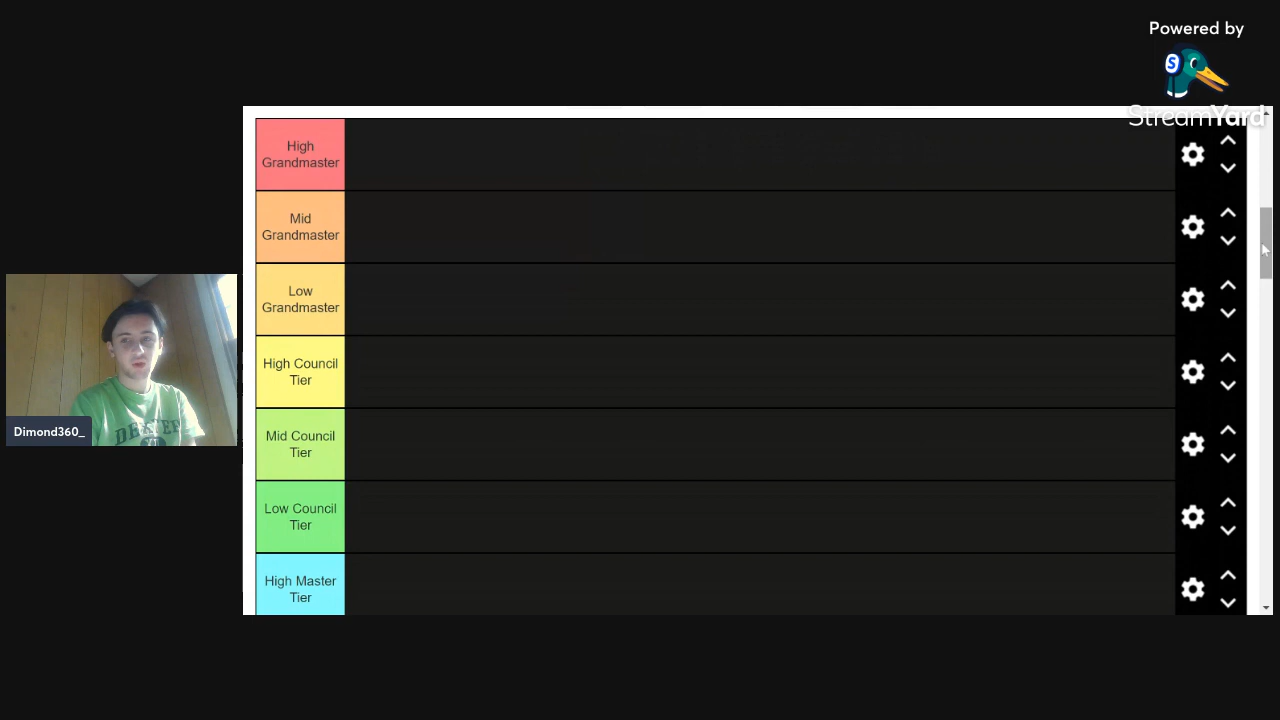 Powered by
StreamYard
High
Grandmaster
Mid
Grandmaster
Low
Grandmaster
High Council
Tier
Mid Council
Tier
Low Council
Tier
High Master
Tier
Dimond360_
DEXTER